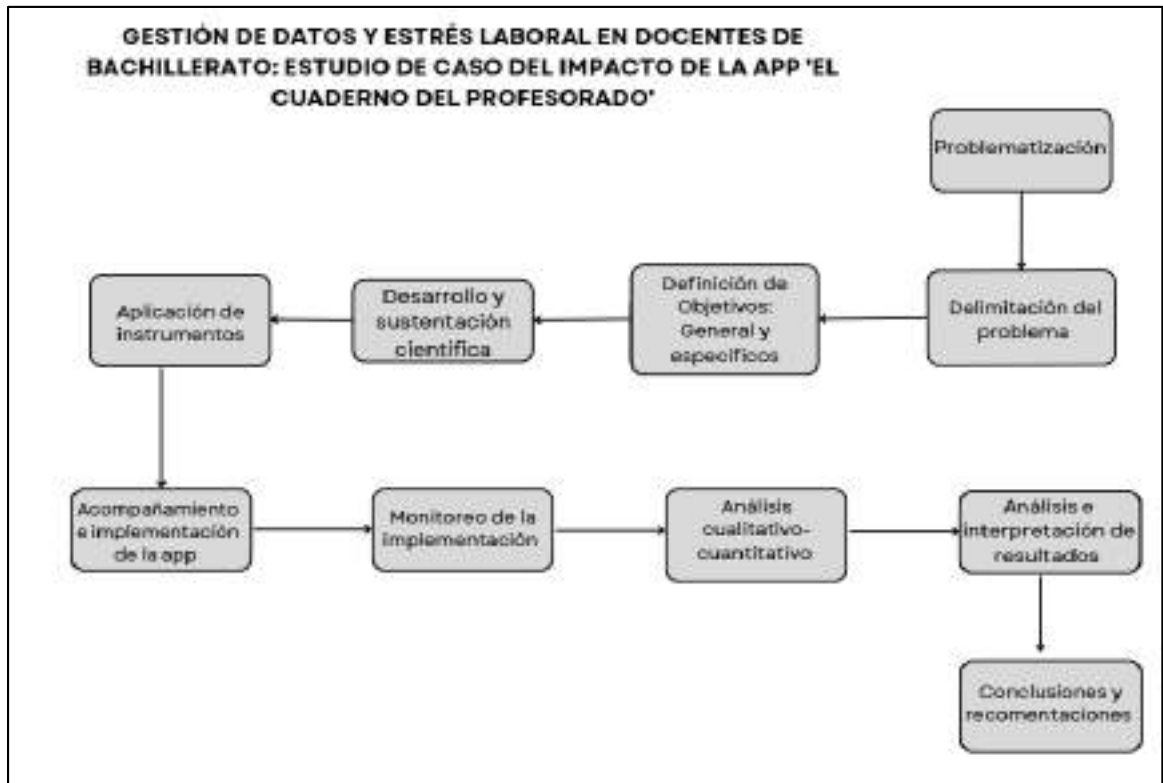 GESTIÓN DE DATOS Y ESTRÉS LABORAL EN DOCENTES DE
BACHILLERATO: ESTUDIO DE CASO DEL IMPACTO DE LA APP 'EL
CUADERNO DEL PROFESORADO'
Problematización
Delimitación del
problema
Definición de
Objetivos:
General y
específicos
Desarrollo y
sustentación
científica
Aplicación de
instrumentos
Acompañamiento
e implementación
de la app
Monitoreo de la
implementación
Análisis
cualitativo-
cuantitativo
Análisis e
interpretación de
resultados
Conclusiones y
recomentaciones